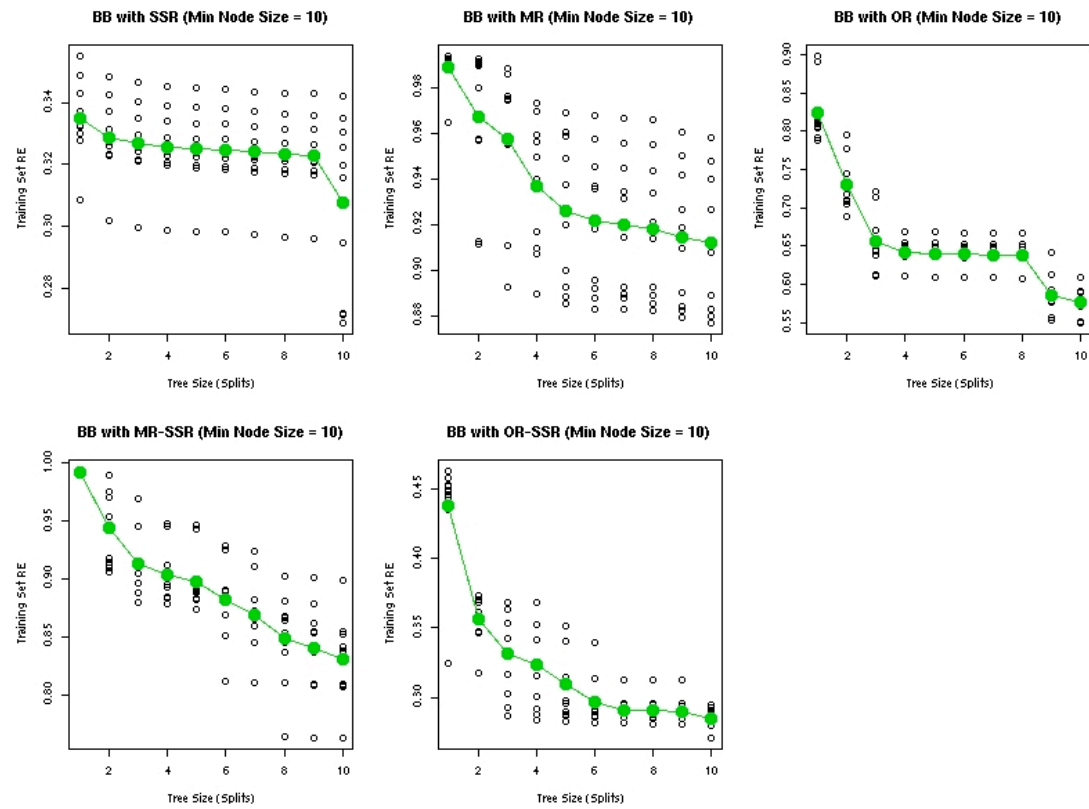 BB with SSR (Min Node Size = 10)
Training Set RE
0.34
0.32
0.30
0.28
2 4 6 8 10
Tree Size (Splits)
BB with MR (Min Node Size = 10)
Training Set RE
0.98
0.96
0.94
0.92
0.90
0.88
2 4 6 8 10
Tree Size (Splits)
BB with OR (Min Node Size = 10)
Training Set RE
0.90
0.85
0.80
0.75
0.70
0.65
0.60
0.55
2 4 6 8 10
Tree Size (Splits)
BB with MR-SSR (Min Node Size = 10)
Training Set RE
1.00
0.95
0.90
0.85
0.80
2 4 6 8 10
Tree Size (Splits)
BB with OR-SSR (Min Node Size = 10)
Training Set RE
0.45
0.40
0.35
0.30
2 4 6 8 10
Tree Size (Splits)